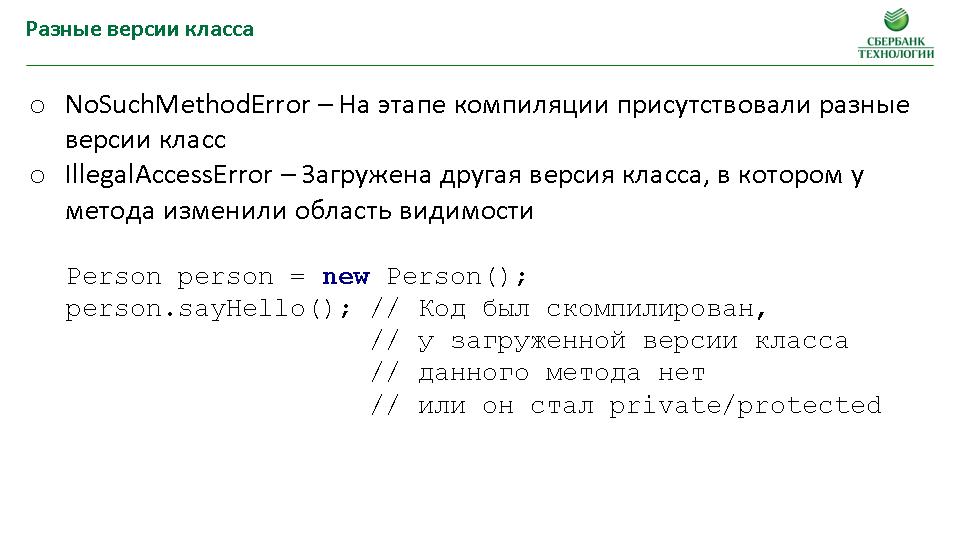 Разные версии класса
СБЕРБАНК
ТЕХНОЛОГИИ
o NoSuchMethodError – На этапе компиляции присутствовали разные
версии класс
o IllegalAccessError – Загружена другая версия класса, в котором у
метода изменили область видимости
Person person = new Person();
person.sayHello(); // Код был скомпилирован,
// у загруженной версии класса
// данного метода нет
// или он стал private/protected